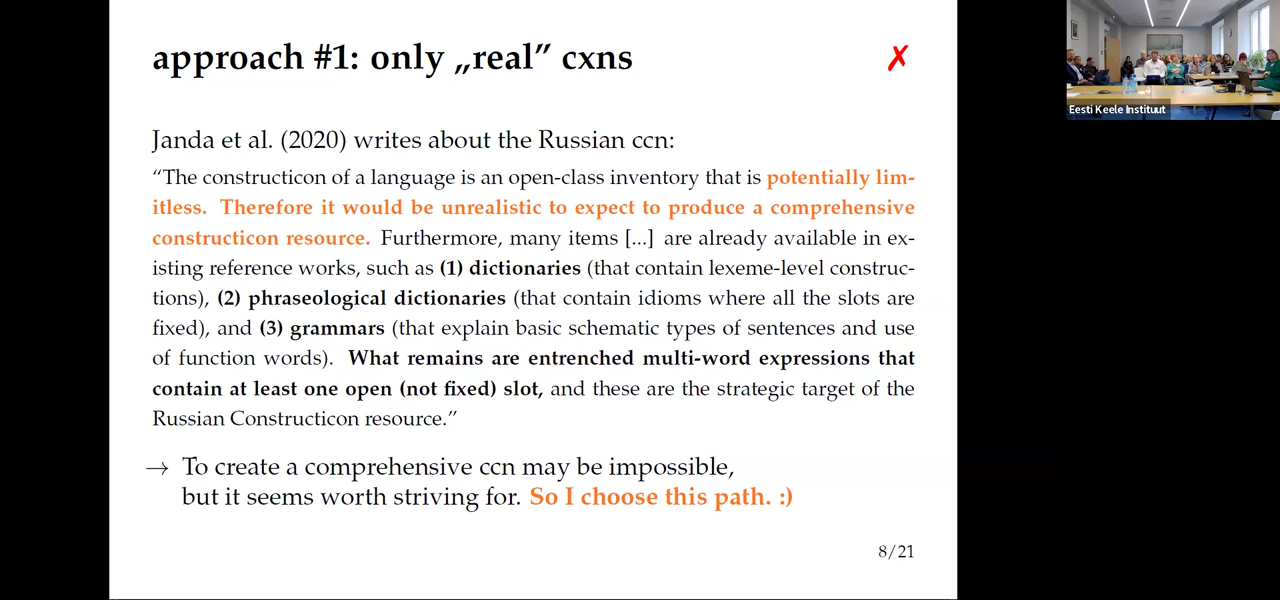 approach #1: only „real” cxns
✗
Janda et al. (2020) writes about the Russian ccn:
“The constructicon of a language is an open-class inventory that is potentially lim-
itless. Therefore it would be unrealistic to expect to produce a comprehensive
constructicon resource. Furthermore, many items [...] are already available in ex-
isting reference works, such as (1) dictionaries (that contain lexeme-level construc-
tions), (2) phraseological dictionaries (that contain idioms where all the slots are
fixed), and (3) grammars (that explain basic schematic types of sentences and use
of function words). What remains are entrenched multi-word expressions that
contain at least one open (not fixed) slot, and these are the strategic target of the
Russian Constructicon resource.”
→ To create a comprehensive ccn may be impossible,
but it seems worth striving for. So I choose this path. :)
8/21
Eesti Keele Instituut